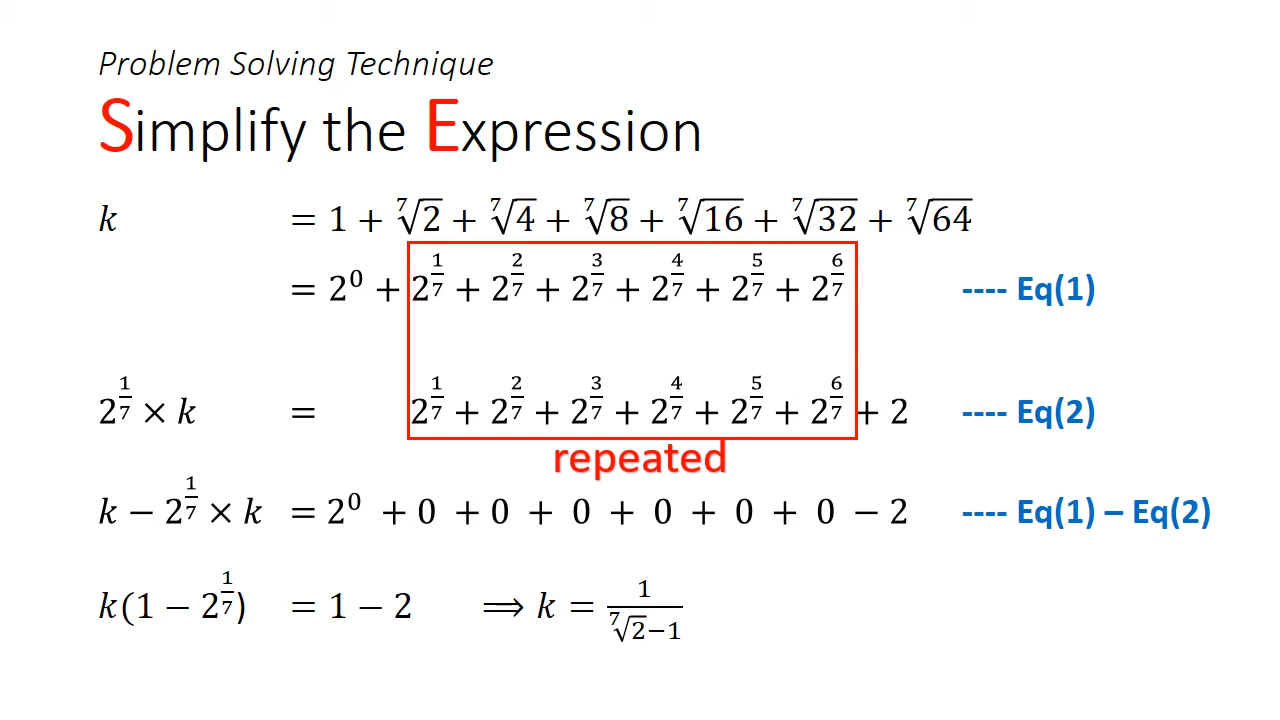 Problem Solving Technique
Simplify the Expression
k = 1 + ⁷√2 + ⁷√4 + ⁷√8 + ⁷√16 + ⁷√32 + ⁷√64
= 2^0 + 2^(1/7) + 2^(2/7) + 2^(3/7) + 2^(4/7) + 2^(5/7) + 2^(6/7) ---- Eq(1)
2^(1/7) × k = 2^(1/7) + 2^(2/7) + 2^(3/7) + 2^(4/7) + 2^(5/7) + 2^(6/7) + 2 ---- Eq(2)
repeated
k − 2^(1/7) × k = 2^0 + 0 + 0 + 0 + 0 + 0 + 0 − 2 ---- Eq(1) – Eq(2)
k(1 − 2^(1/7)) = 1 − 2 ⟹ k = 1/(⁷√2−1)